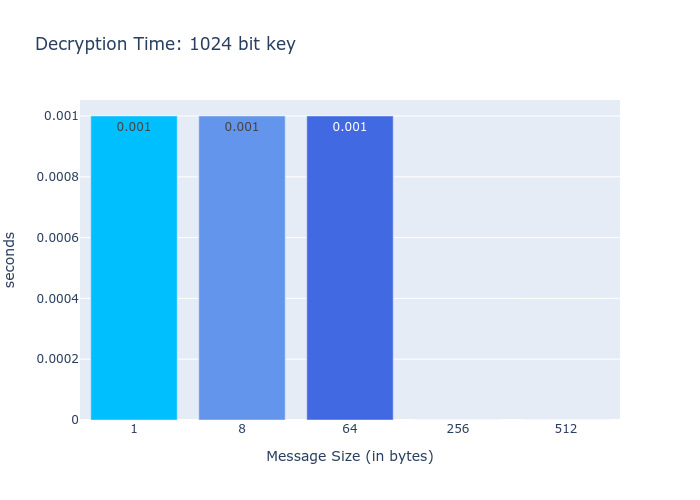 Decryption Time: 1024 bit key
0.001
0.0008
0.0006
0.0004
0.0002
0
seconds
0.001 0.001 0.001
1 8 64 256 512
Message Size (in bytes)